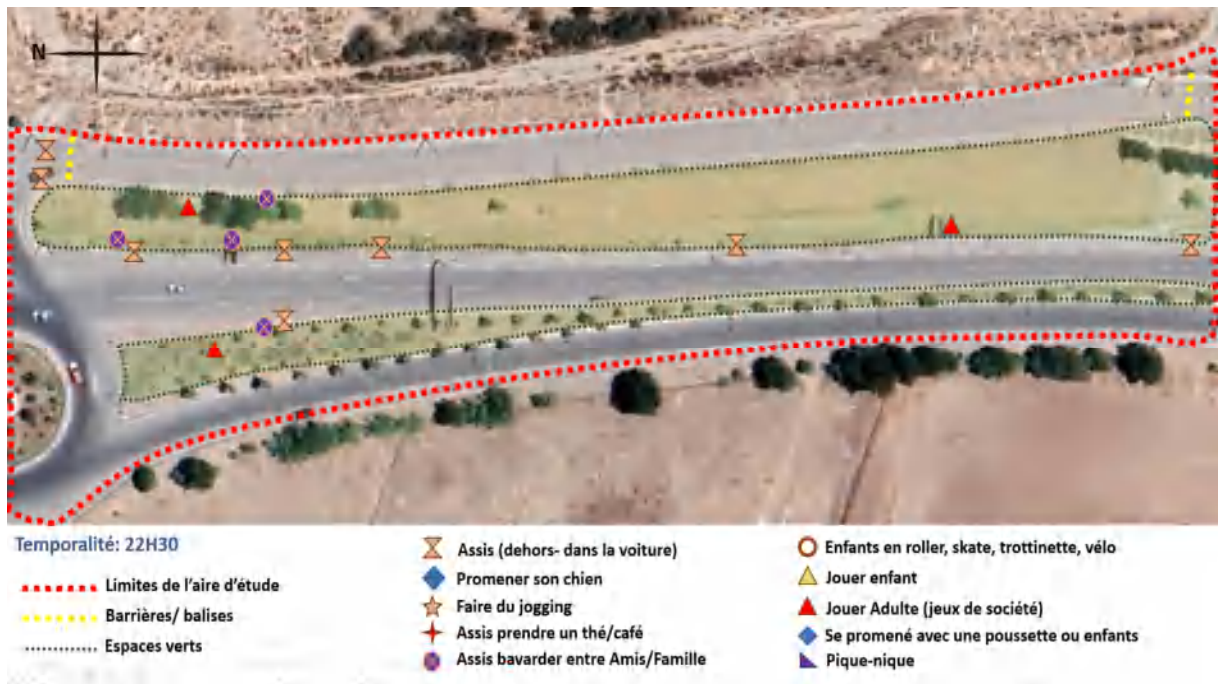 N
Temporalité: 22H30
Limites de l'aire d'étude
Barrières/ balises
Espaces verts
Assis (dehors- dans la voiture)
Promener son chien
Faire du jogging
Assis prendre un thé/café
Assis bavarder entre Amis/Famille
Enfants en roller, skate, trottinette, vélo
Jouer enfant
Jouer Adulte (jeux de société)
Se promené avec une poussette ou enfants
Pique-nique